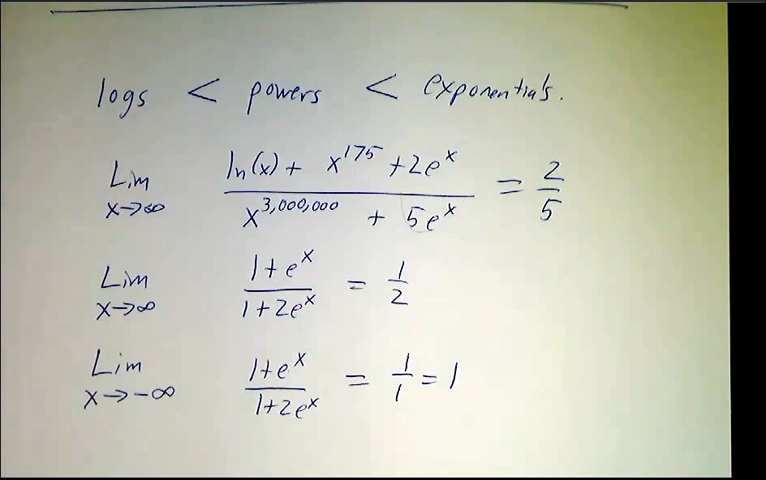 logs < powers < exponentials.
Lim x→∞ (ln(x) + x^175 + 2e^x) / (x^3,000,000 + 5e^x) = 2/5
Lim x→∞ (1 + e^x) / (1 + 2e^x) = 1/2
Lim x→-∞ (1 + e^x) / (1 + 2e^x) = 1/1 = 1